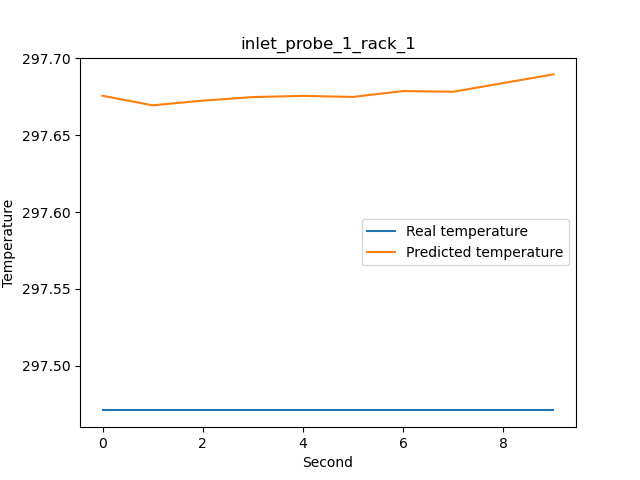 inlet_probe_1_rack_1
297.70
297.65
297.60
297.55
297.50
Temperature
Real temperature
Predicted temperature
0 2 4 6 8
Second